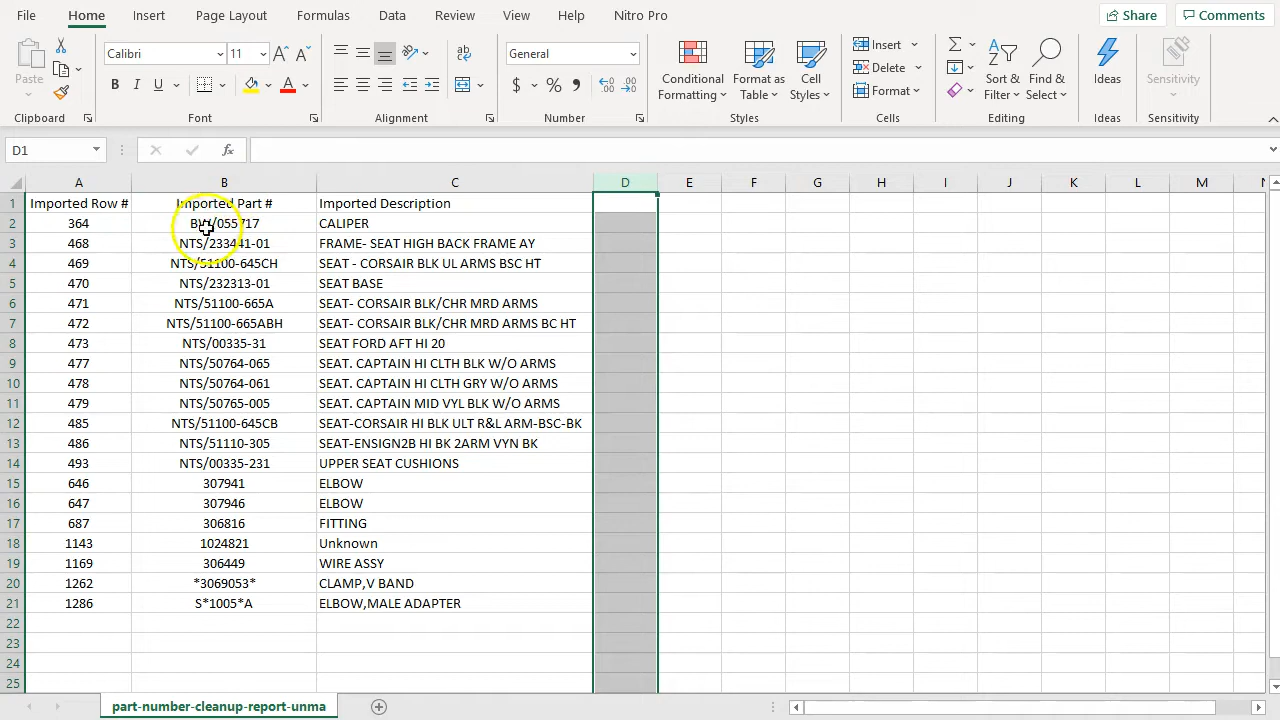 File Home Insert Page Layout Formulas Data Review View Help Nitro Pro Share Comments
Paste Calibri 11 General Conditional Formatting Format as Table Cell Styles Insert Delete Format Sort & Filter Find & Select Ideas Sensitivity
Clipboard Font Alignment Number Styles Cells Editing Ideas Sensitivity
D1 fx
A B C D E F G H I J K L M
1 Imported Row # Imported Part # Imported Description
2 364 BW/055717 CALIPER
3 468 NTS/233441-01 FRAME- SEAT HIGH BACK FRAME AY
4 469 NTS/51100-645CH SEAT - CORSAIR BLK UL ARMS BSC HT
5 470 NTS/232313-01 SEAT BASE
6 471 NTS/51100-665A SEAT- CORSAIR BLK/CHR MRD ARMS
7 472 NTS/51100-665ABH SEAT- CORSAIR BLK/CHR MRD ARMS BC HT
8 473 NTS/00335-31 SEAT FORD AFT HI 20
9 477 NTS/50764-065 SEAT. CAPTAIN HI CLTH BLK W/O ARMS
10 478 NTS/50764-061 SEAT. CAPTAIN HI CLTH GRY W/O ARMS
11 479 NTS/50765-005 SEAT. CAPTAIN MID VYL BLK W/O ARMS
12 485 NTS/51100-645CB SEAT-CORSAIR HI BLK ULT R&L ARM-BSC-BK
13 486 NTS/51110-305 SEAT-ENSIGN2B HI BK 2ARM VYN BK
14 493 NTS/00335-231 UPPER SEAT CUSHIONS
15 646 307941 ELBOW
16 647 307946 ELBOW
17 687 306816 FITTING
18 1143 1024821 Unknown
19 1169 306449 WIRE ASSY
20 1262 *3069053* CLAMP,V BAND
21 1286 S*1005*A ELBOW,MALE ADAPTER
22
23
24
25
part-number-cleanup-report-unma